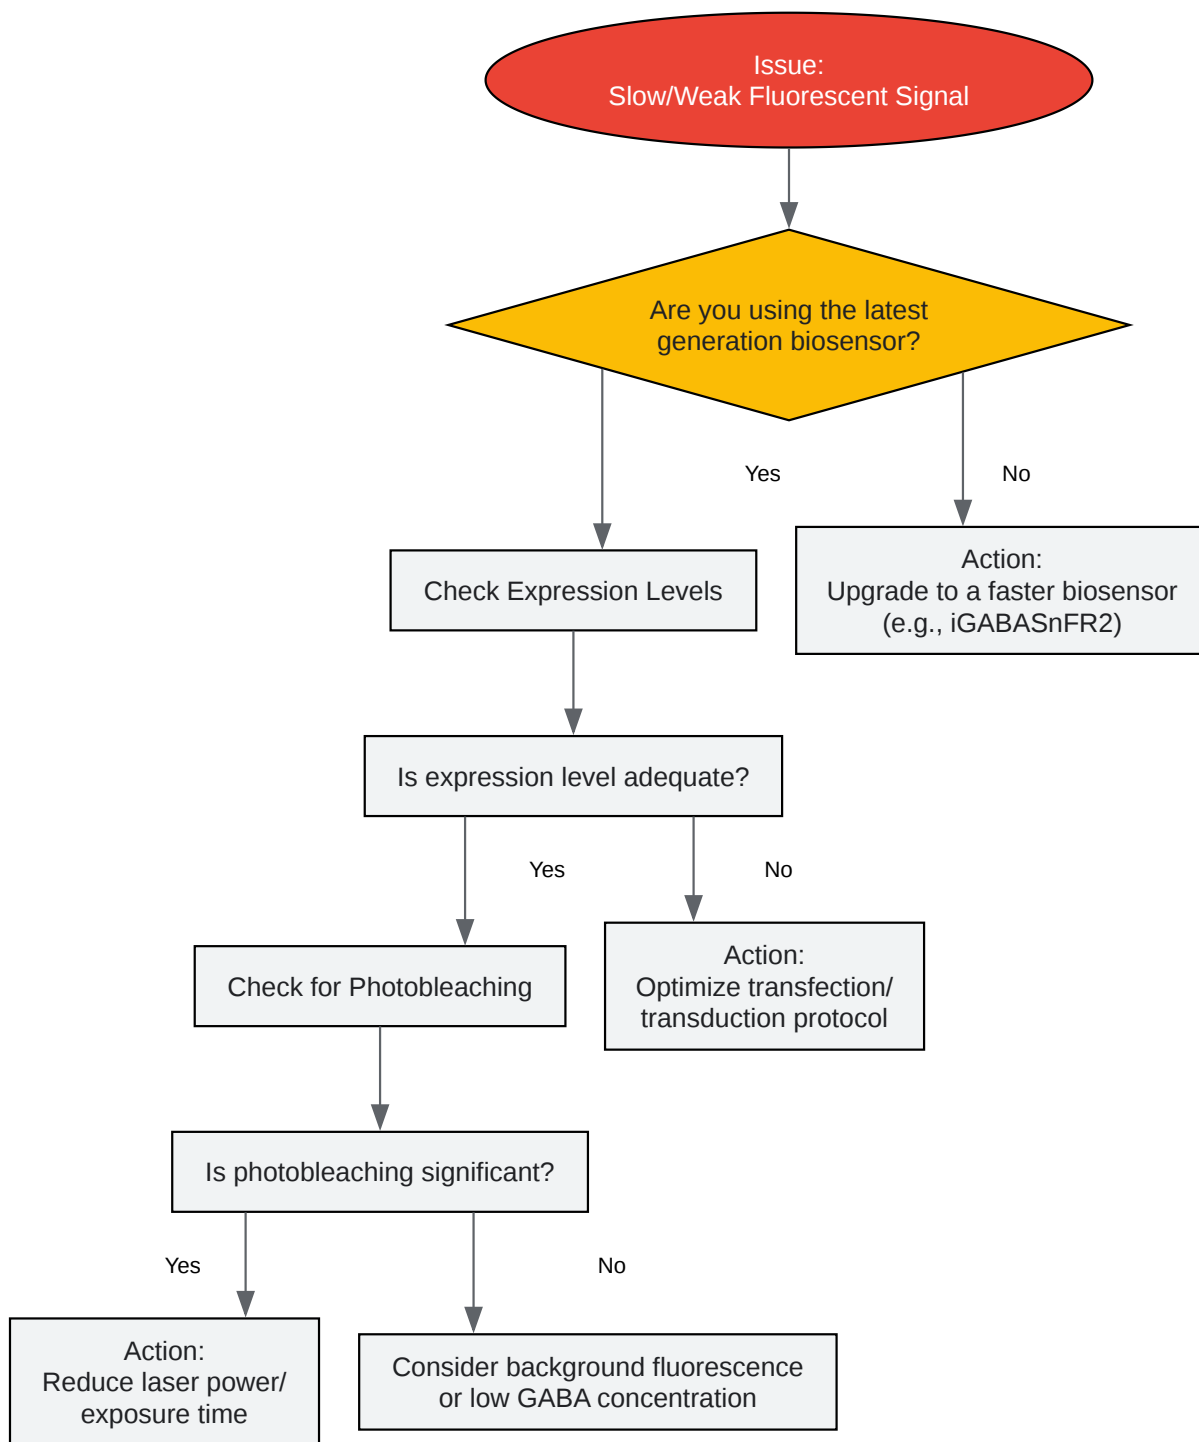 Issue:
Slow/Weak Fluorescent Signal
Are you using the latest
generation biosensor?
Yes
No
Check Expression Levels
Action:
Upgrade to a faster biosensor
(e.g., iGABASnFR2)
Is expression level adequate?
Yes
No
Check for Photobleaching
Action:
Optimize transfection/
transduction protocol
Is photobleaching significant?
Yes
No
Action:
Reduce laser power/
exposure time
Consider background fluorescence
or low GABA concentration